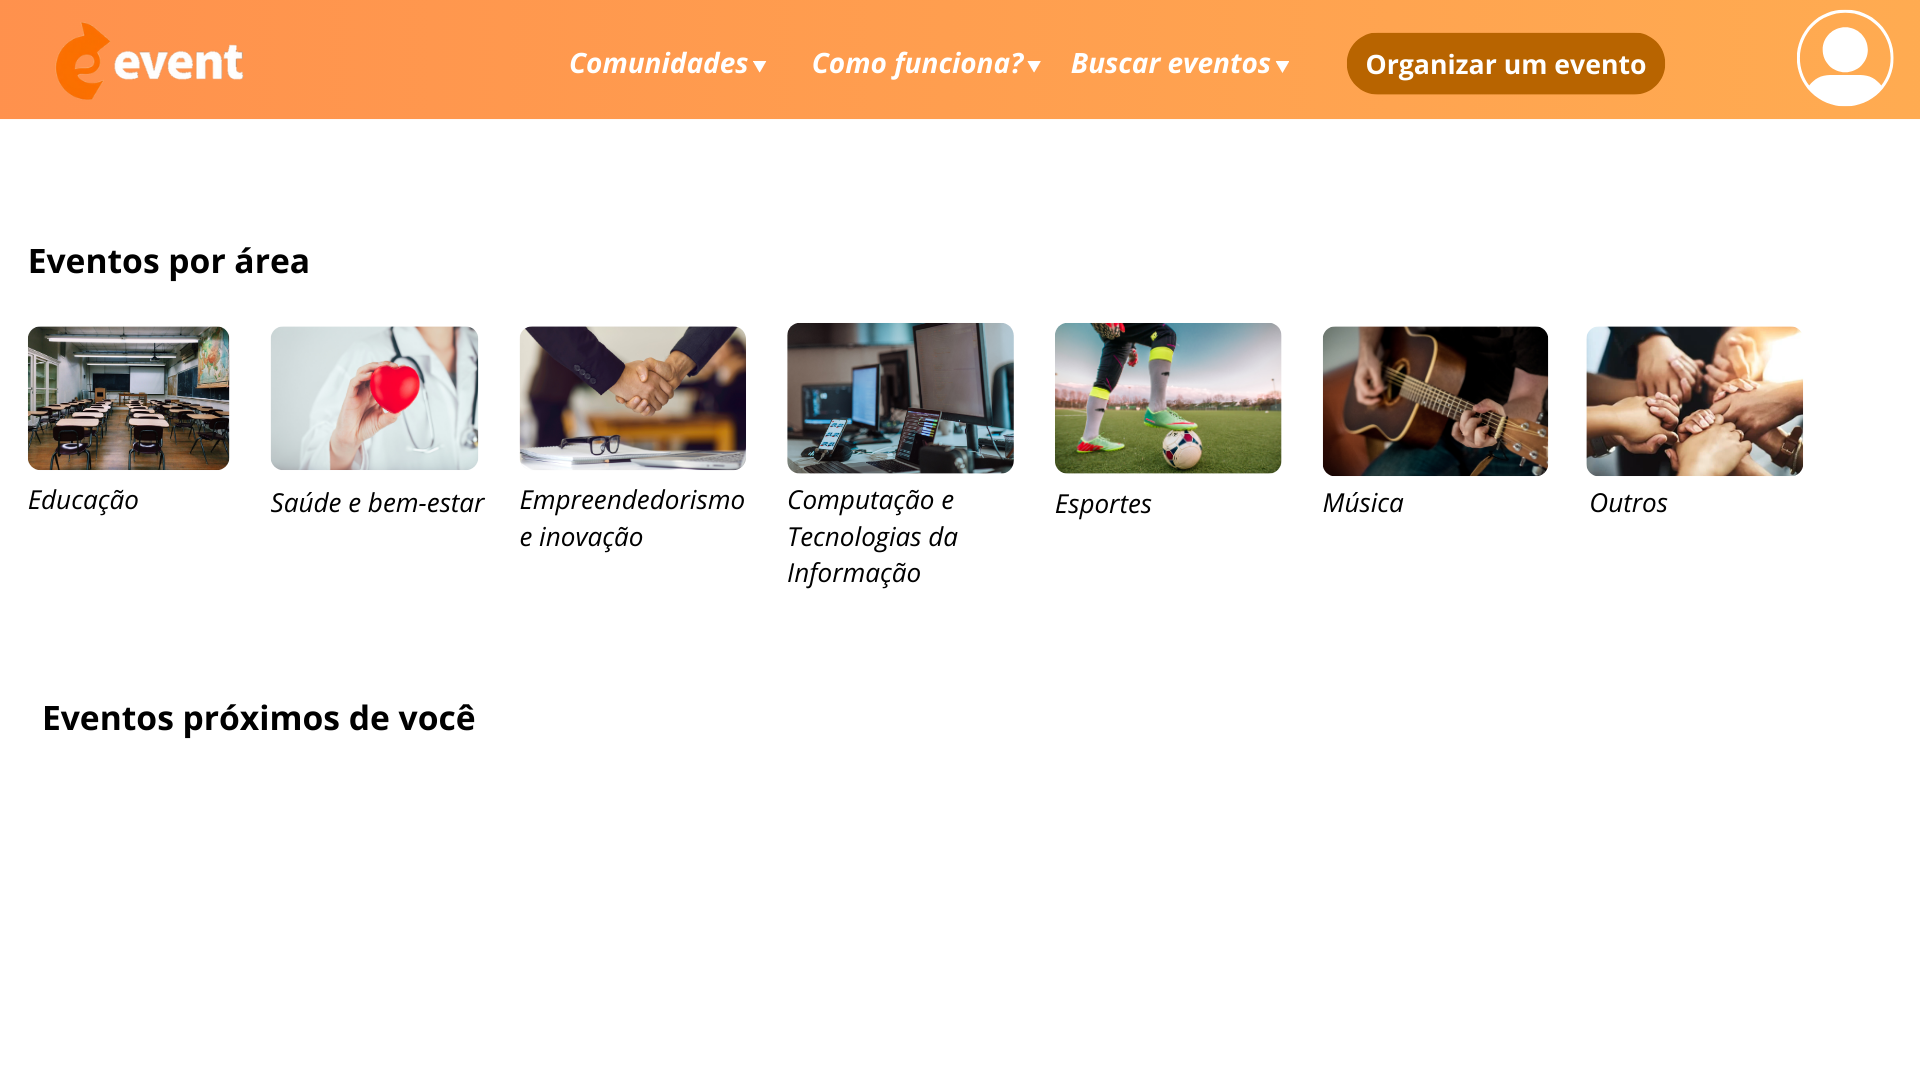 event
Comunidades
Como funciona?
Buscar eventos
Organizar um evento
Eventos por área
Educação
Saúde e bem-estar
Empreendedorismo
e inovação
Computação e
Tecnologias da
Informação
Esportes
Música
Outros
Eventos próximos de você